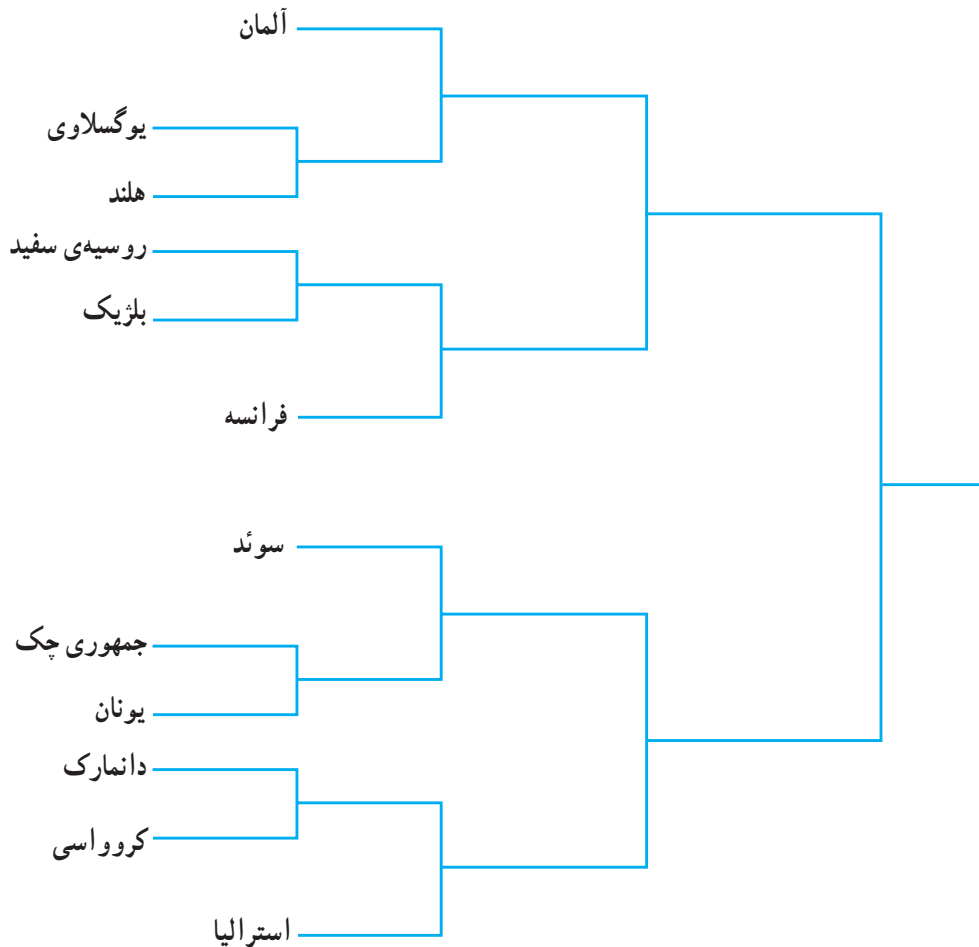 آلمان
یوگسلاوی
هلند
روسیه‌ی سفید
بلژیک
فرانسه
سوئد
جمهوری چک
یونان
دانمارک
کروواسی
استرالیا